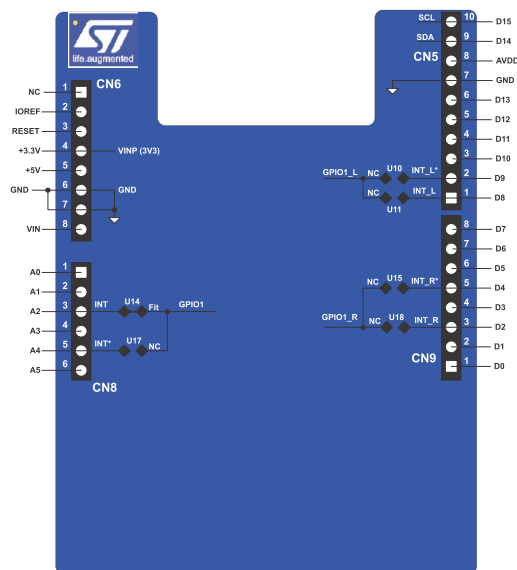 life.augmented
CN6
NC 1
IOREF 2
RESET 3
+3.3V 4 VINP (3V3)
+5V 5
GND 6 GND
7
VIN 8
A0 1
A1 2
A2 3 INT U14 Fit GPIO1
A3 4
A4 5 INT* U17 NC
A5 6
CN8
SCL 10 D15
SDA 9 D14
CN5
8 AVDD
7 GND
6 D13
5 D12
4 D11
3 D10
GPIO1_L NC U10 INT_L* 2 D9
NC U11 INT_L 1 D8
8 D7
7 D6
6 D5
NC U15 INT_R* 5 D4
4 D3
GPIO1_R NC U18 INT_R 3 D2
2 D1
CN9
1 D0